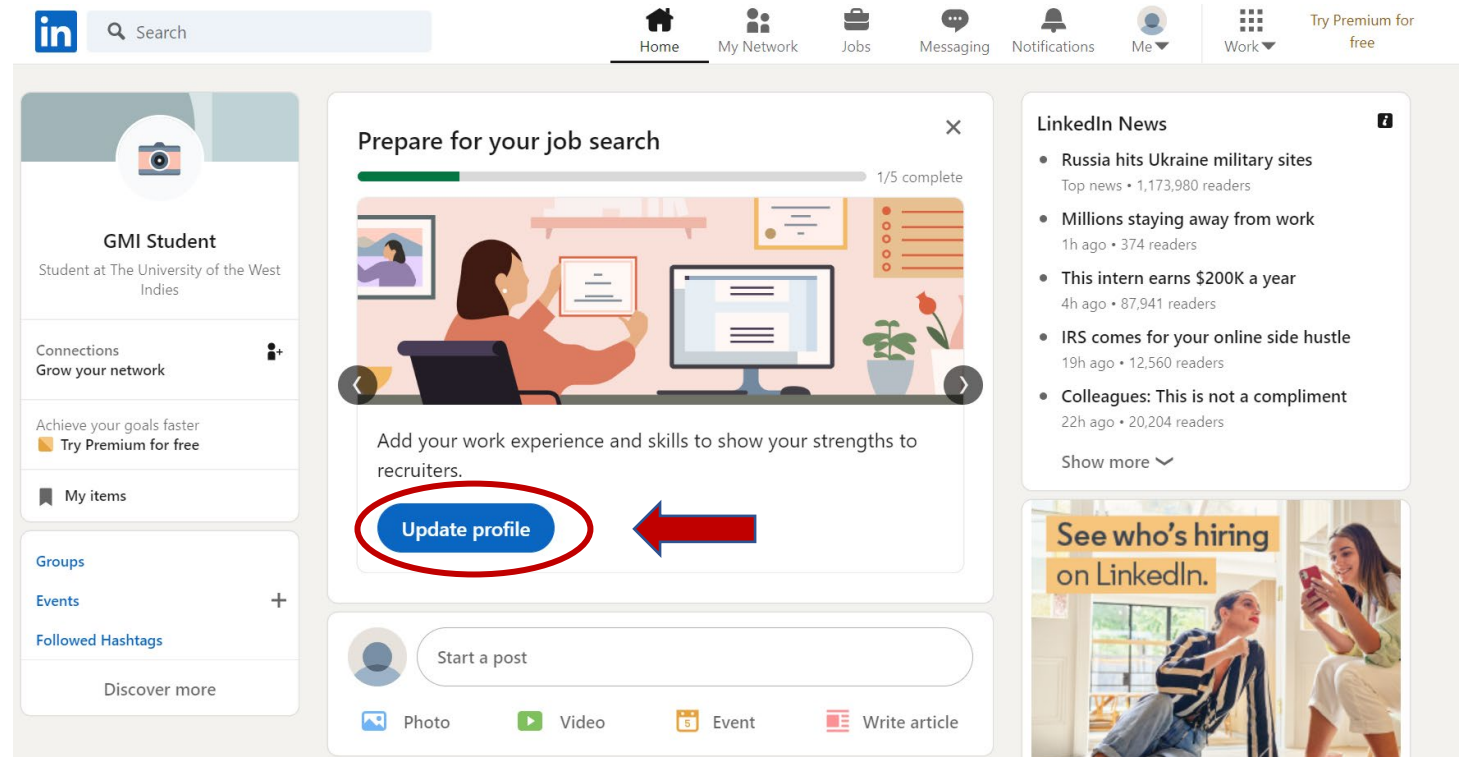 in
Search
Home
My Network
Jobs
Messaging
Notifications
Me
Work
Try Premium for
free
GMI Student
Student at The University of the West
Indies
Connections
Grow your network
Achieve your goals faster
Try Premium for free
My items
Groups
Events
Followed Hashtags
Discover more
Prepare for your job search
1/5 complete
Add your work experience and skills to show your strengths to
recruiters.
Update profile
Start a post
Photo
Video
5
Event
Write article
LinkedIn News
i
Russia hits Ukraine military sites
Top news • 1,173,980 readers
Millions staying away from work
1h ago • 374 readers
This intern earns $200K a year
4h ago • 87,941 readers
IRS comes for your online side hustle
19h ago • 12,560 readers
Colleagues: This is not a compliment
22h ago • 20,204 readers
Show more
See who's hiring
on LinkedIn.